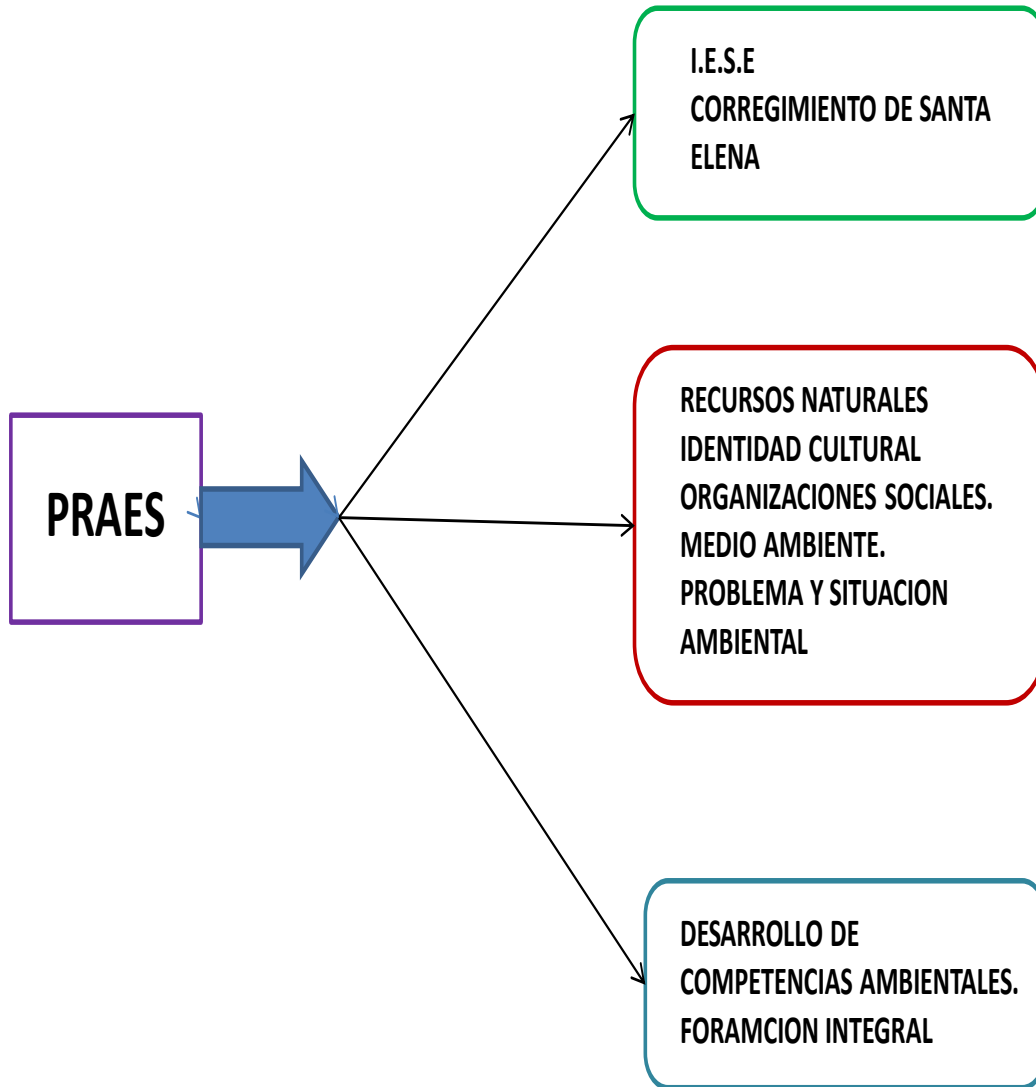 I.E.S.E
CORREGIMIENTO DE SANTA
ELENA
PRAES
RECURSOS NATURALES
IDENTIDAD CULTURAL
ORGANIZACIONES SOCIALES.
MEDIO AMBIENTE.
PROBLEMA Y SITUACION
AMBIENTAL
DESARROLLO DE
COMPETENCIAS AMBIENTALES.
FORAMCION INTEGRAL